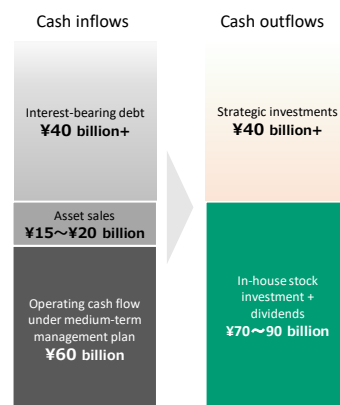 Cash inflows
Cash outflows
Interest-bearing debt
¥40 billion+
Strategic investments
¥40 billion+
Asset sales
¥15～¥20 billion
Operating cash flow
under medium-term
management plan
¥60 billion
In-house stock
investment +
dividends
¥70～90 billion